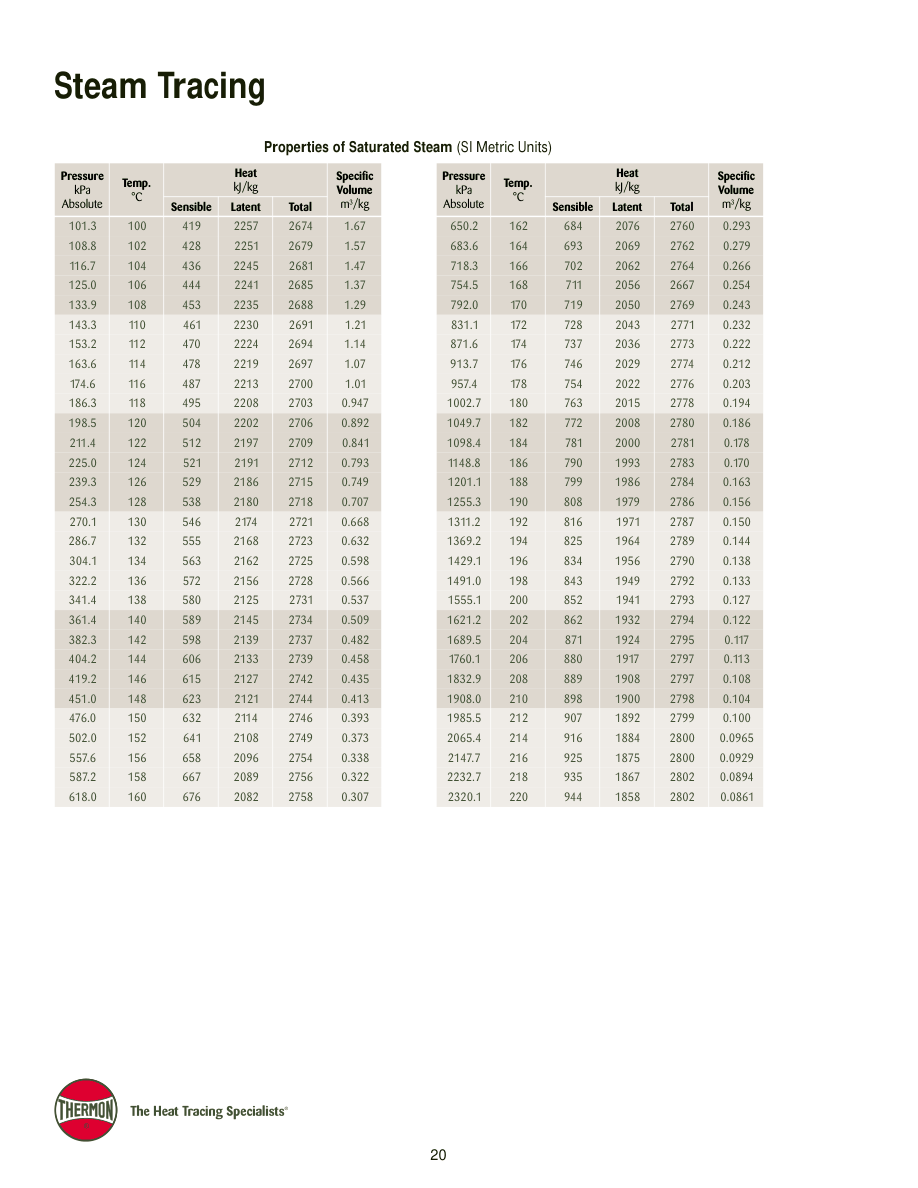 Steam Tracing
Properties of Saturated Steam (SI Metric Units)
Pressure kPa Absolute Temp. °C Heat kJ/kg Sensible Latent Total Specific Volume m³/kg
101.3 100 419 2257 2674 1.67
108.8 102 428 2251 2679 1.57
116.7 104 436 2245 2681 1.47
125.0 106 444 2241 2685 1.37
133.9 108 453 2235 2688 1.29
143.3 110 461 2230 2691 1.21
153.2 112 470 2224 2694 1.14
163.6 114 478 2219 2697 1.07
174.6 116 487 2213 2700 1.01
186.3 118 495 2208 2703 0.947
198.5 120 504 2202 2706 0.892
211.4 122 512 2197 2709 0.841
225.0 124 521 2191 2712 0.793
239.3 126 529 2186 2715 0.749
254.3 128 538 2180 2718 0.707
270.1 130 546 2174 2721 0.668
286.7 132 555 2168 2723 0.632
304.1 134 563 2162 2725 0.598
322.2 136 572 2156 2728 0.566
341.4 138 580 2125 2731 0.537
361.4 140 589 2145 2734 0.509
382.3 142 598 2139 2737 0.482
404.2 144 606 2133 2739 0.458
419.2 146 615 2127 2742 0.435
451.0 148 623 2121 2744 0.413
476.0 150 632 2114 2746 0.393
502.0 152 641 2108 2749 0.373
557.6 156 658 2096 2754 0.338
587.2 158 667 2089 2756 0.322
618.0 160 676 2082 2758 0.307
Pressure kPa Absolute Temp. °C Heat kJ/kg Sensible Latent Total Specific Volume m³/kg
650.2 162 684 2076 2760 0.293
683.6 164 693 2069 2762 0.279
718.3 166 702 2062 2764 0.266
754.5 168 711 2056 2667 0.254
792.0 170 719 2050 2769 0.243
831.1 172 728 2043 2771 0.232
871.6 174 737 2036 2773 0.222
913.7 176 746 2029 2774 0.212
957.4 178 754 2022 2776 0.203
1002.7 180 763 2015 2778 0.194
1049.7 182 772 2008 2780 0.186
1098.4 184 781 2000 2781 0.178
1148.8 186 790 1993 2783 0.170
1201.1 188 799 1986 2784 0.163
1255.3 190 808 1979 2786 0.156
1311.2 192 816 1971 2787 0.150
1369.2 194 825 1964 2789 0.144
1429.1 196 834 1956 2790 0.138
1491.0 198 843 1949 2792 0.133
1555.1 200 852 1941 2793 0.127
1621.2 202 862 1932 2794 0.122
1689.5 204 871 1924 2795 0.117
1760.1 206 880 1917 2797 0.113
1832.9 208 889 1908 2797 0.108
1908.0 210 898 1900 2798 0.104
1985.5 212 907 1892 2799 0.100
2065.4 214 916 1884 2800 0.0965
2147.7 216 925 1875 2800 0.0929
2232.7 218 935 1867 2802 0.0894
2320.1 220 944 1858 2802 0.0861
THERMON
The Heat Tracing Specialists®
20